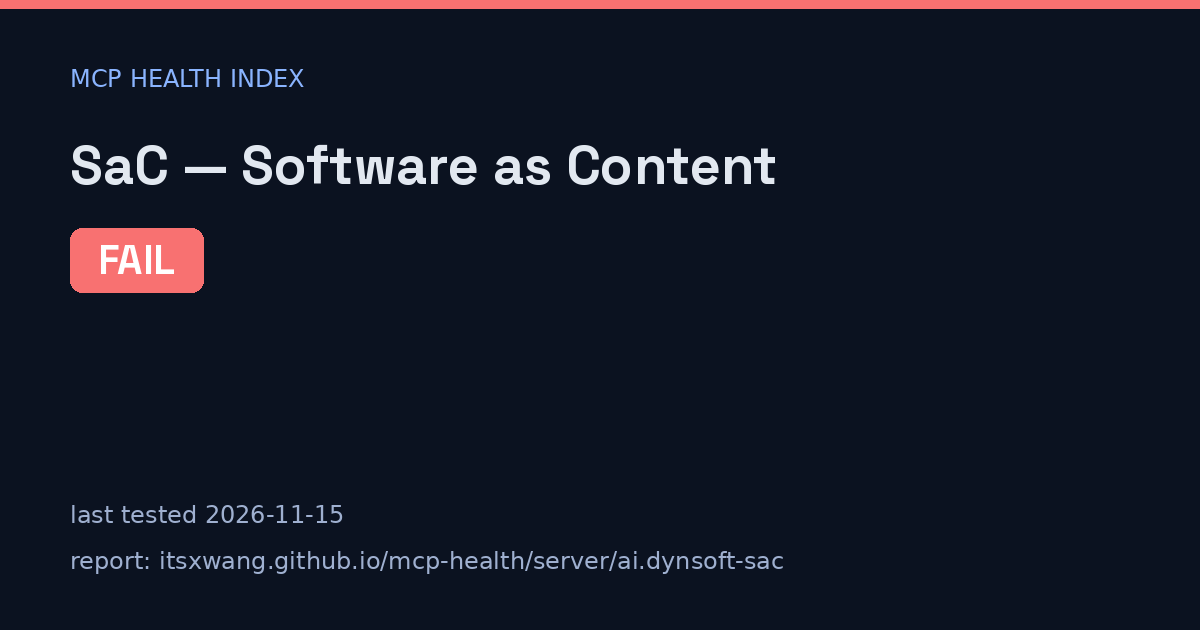 MCP HEALTH INDEX
SaC — Software as Content
FAIL
last tested 2026-11-15
report: itsxwang.github.io/mcp-health/server/ai.dynsoft-sac